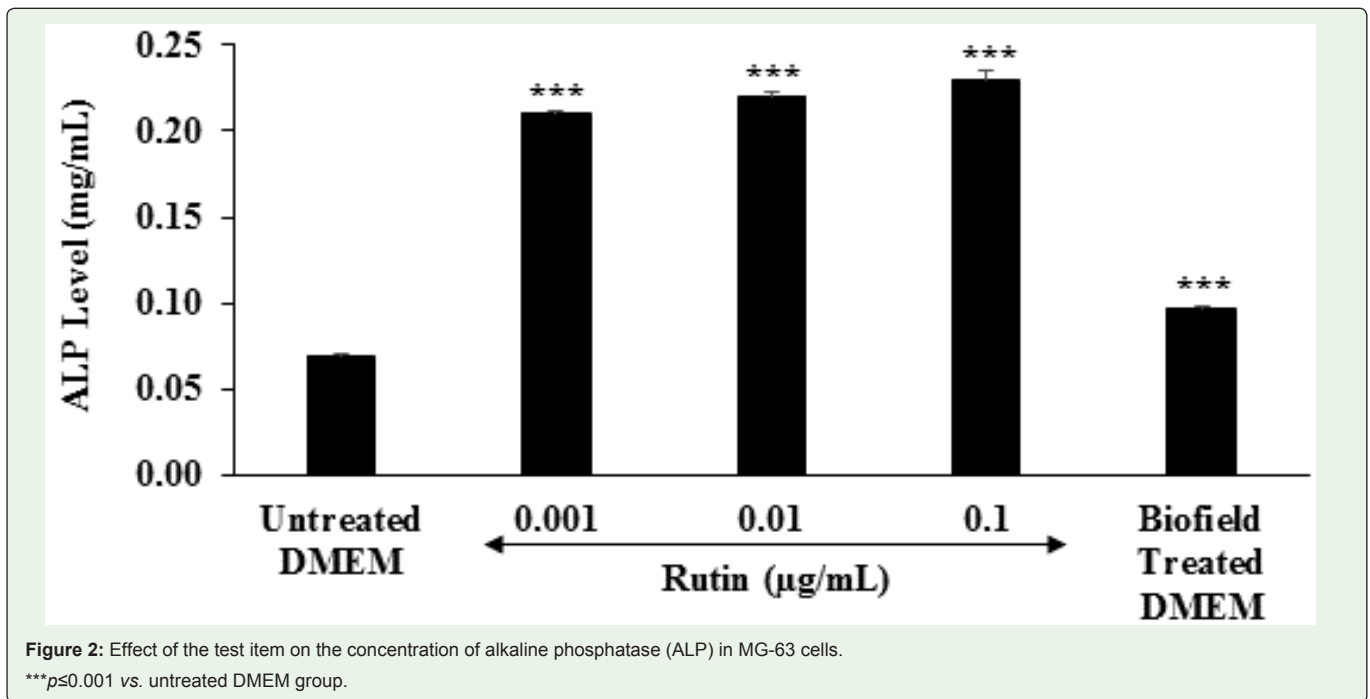 ALP Level (mg/mL)
0.25
0.20
0.15
0.10
0.05
0.00
***
***
***
***
Untreated
DMEM
0.001
0.01
0.1
Rutin (µg/mL)
Biofield
Treated
DMEM
Figure 2: Effect of the test item on the concentration of alkaline phosphatase (ALP) in MG-63 cells.
***p≤0.001 vs. untreated DMEM group.